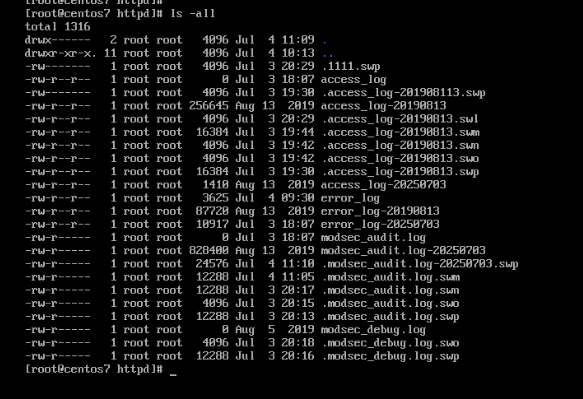 [root@centos7 httpd]#
[root@centos7 httpd]# ls -all
total 1316
drwx------  2 root root   4096 Jul  4 11:09 .
drwxr-xr-x. 11 root root   4096 Jul  4 10:13 ..
-rw-------  1 root root   4096 Jul  3 20:29 .1111.swp
-rw-r--r--  1 root root      0 Jul  3 18:07 access_log
-rw-r--r--  1 root root   4096 Jul  3 19:30 .access_log-201908113.swp
-rw-r--r--  1 root root 256645 Aug 13  2019 access_log-20190813
-rw-r--r--  1 root root   4096 Jul  3 20:29 .access_log-20190813.swl
-rw-r--r--  1 root root  16384 Jul  3 19:44 .access_log-20190813.swm
-rw-r--r--  1 root root   4096 Jul  3 19:42 .access_log-20190813.swn
-rw-r--r--  1 root root   4096 Jul  3 19:42 .access_log-20190813.swo
-rw-r--r--  1 root root  16384 Jul  3 19:30 .access_log-20190813.swp
-rw-r--r--  1 root root   1410 Aug 13  2019 access_log-20250703
-rw-r--r--  1 root root   3625 Jul  4 09:30 error_log
-rw-r--r--  1 root root  87720 Aug 13  2019 error_log-20190813
-rw-r--r--  1 root root  10917 Jul  3 18:07 error_log-20250703
-rw-r-----  1 root root      0 Jul  3 18:07 modsec_audit.log
-rw-r-----  1 root root 828400 Aug 13  2019 modsec_audit.log-20250703
-rw-r-----  1 root root  24576 Jul  4 11:10 .modsec_audit.log-20250703.swp
-rw-r-----  1 root root  12288 Jul  4 11:05 .modsec_audit.log.swm
-rw-r-----  1 root root  12288 Jul  3 20:17 .modsec_audit.log.swn
-rw-r-----  1 root root   4096 Jul  3 20:15 .modsec_audit.log.swo
-rw-r-----  1 root root  12288 Jul  3 20:13 .modsec_audit.log.swp
-rw-r-----  1 root root      0 Aug  5  2019 modsec_debug.log
-rw-r-----  1 root root   4096 Jul  3 20:18 .modsec_debug.log.swo
-rw-r-----  1 root root  12288 Jul  3 20:16 .modsec_debug.log.swp
[root@centos7 httpd]# _